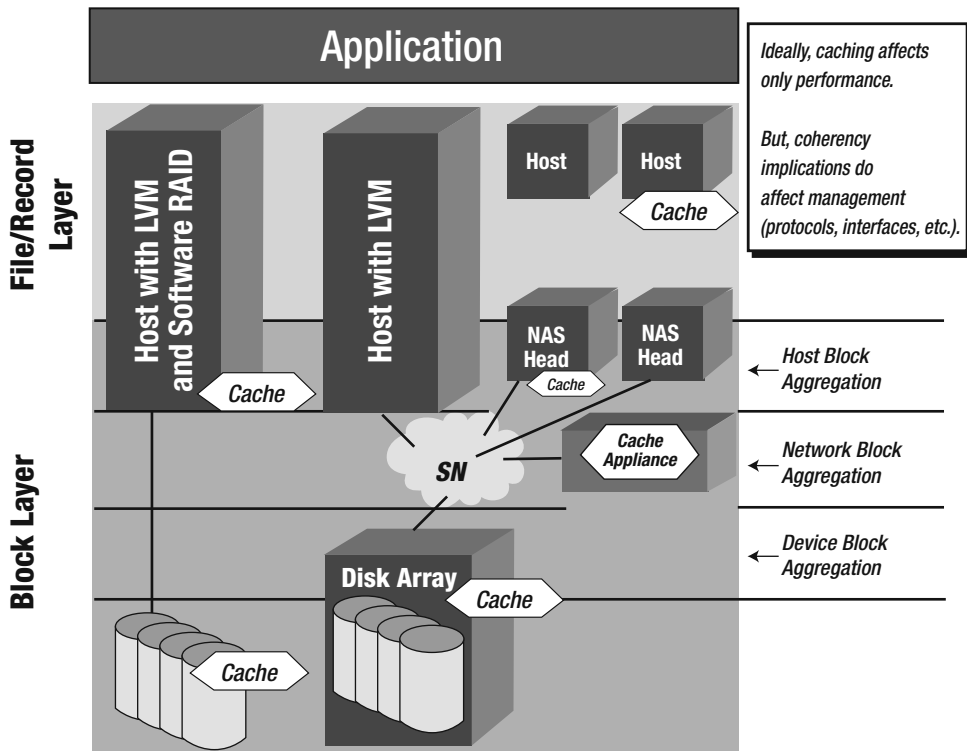 Application
Ideally, caching affects
only performance.
But, coherency
implications do
affect management
(protocols, interfaces, etc.).
File/Record
Layer
Host with LVM
and Software RAID
Cache
Host with LVM
Host
Host
Cache
NAS
Head
Cache
NAS
Head
Host Block
Aggregation
Block Layer
SN
Cache
Appliance
Network Block
Aggregation
Device Block
Aggregation
Disk Array
Cache
Cache